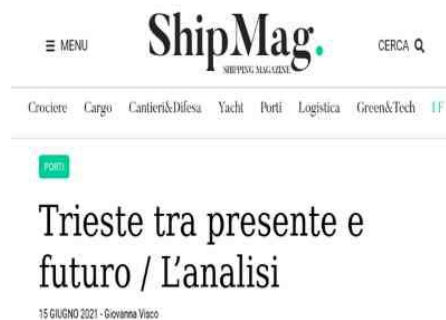 ≡ MENU
ShipMag.
SHIPPING MAGAZINE
CERCA
Crociere Cargo Cantieri&Difesa Yacht Porti Logistica Green&Tech I F
PORTI
Trieste tra presente e
futuro / L'analisi
15 GIUGNO 2021 - Giovanna Visco